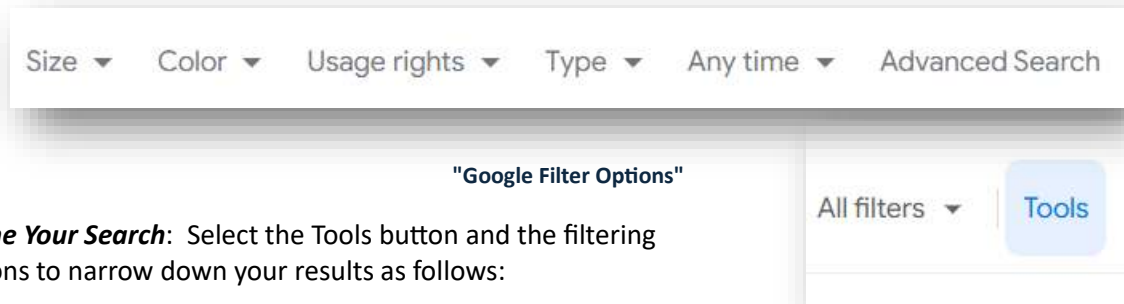 Size Color Usage rights Type Any time Advanced Search
"Google Filter Options"
All filters Tools
e Your Search: Select the Tools button and the filtering
ons to narrow down your results as follows: